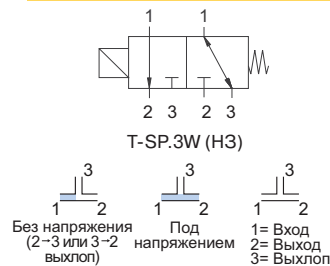 1
2 3 2 3
T-SP.3W (НЗ)
3 3 3
1 2 1 2 1 2
Без напряжения
(2→3 или 3→2
выхлоп)
Под
напряжением
1= Вход
2= Выход
3= Выхлоп